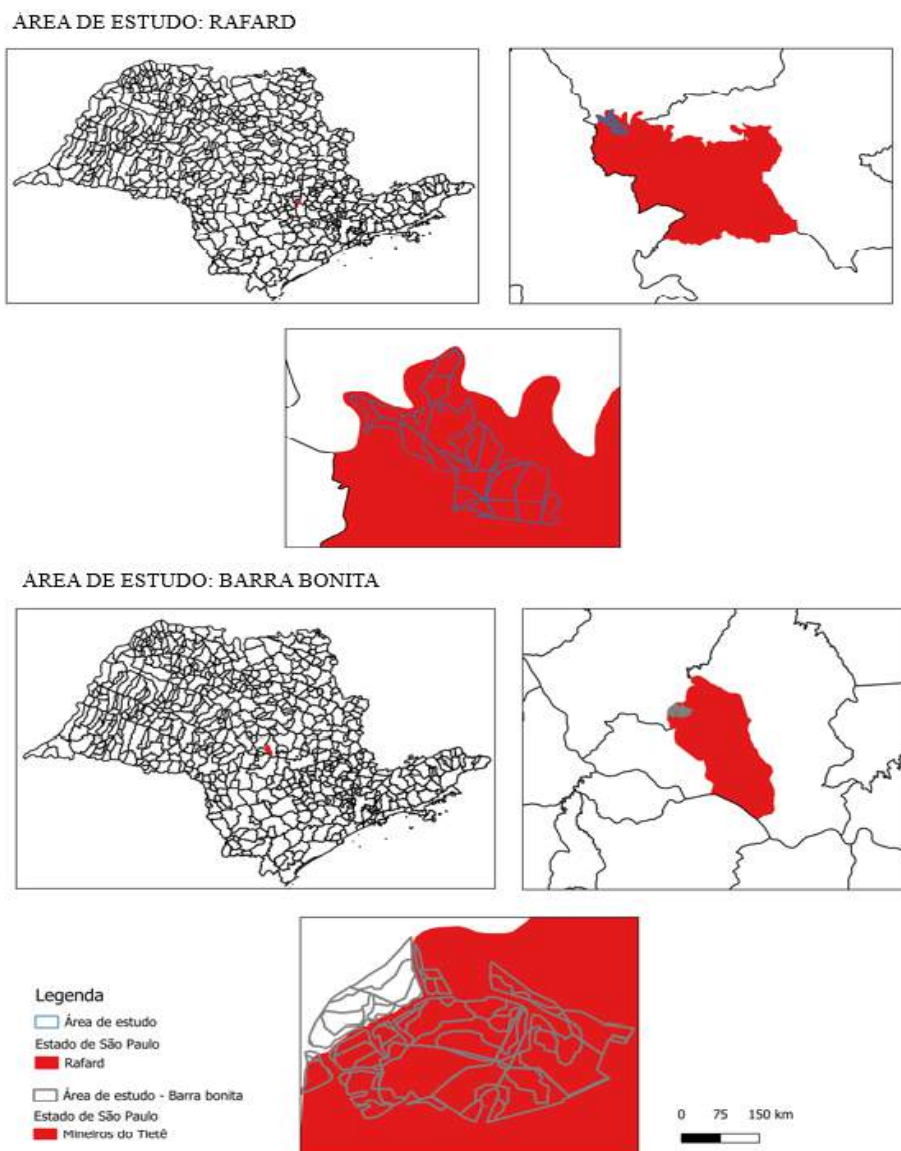 ÁREA DE ESTUDO: RAFARD
ÁREA DE ESTUDO: BARRA BONITA
Legenda
Área de estudo
Estado de São Paulo
Rafard
Área de estudo - Barra bonita
Estado de São Paulo
Mineiros do Tietê
0 75 150 km